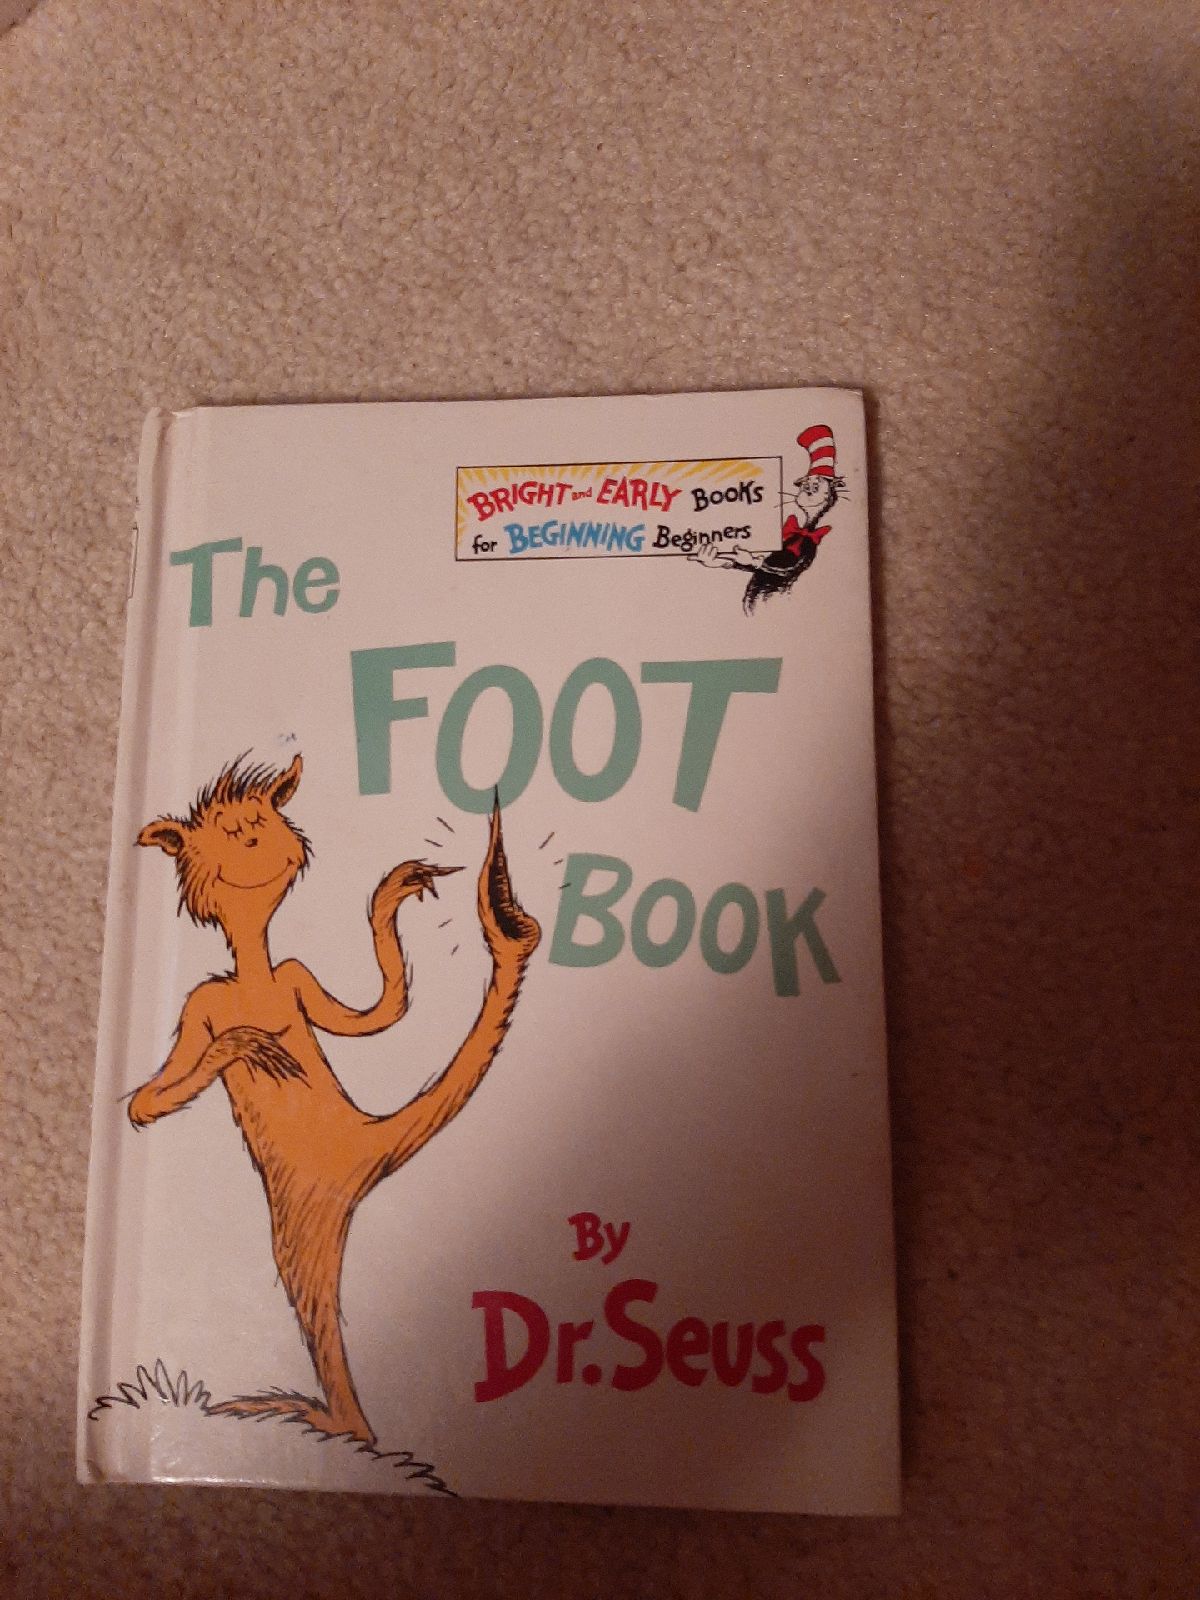 BRIGHT and EARLY BOOKS
for BEGINNING Beginners
The
FOOT
BOOK
By
Dr. Seuss